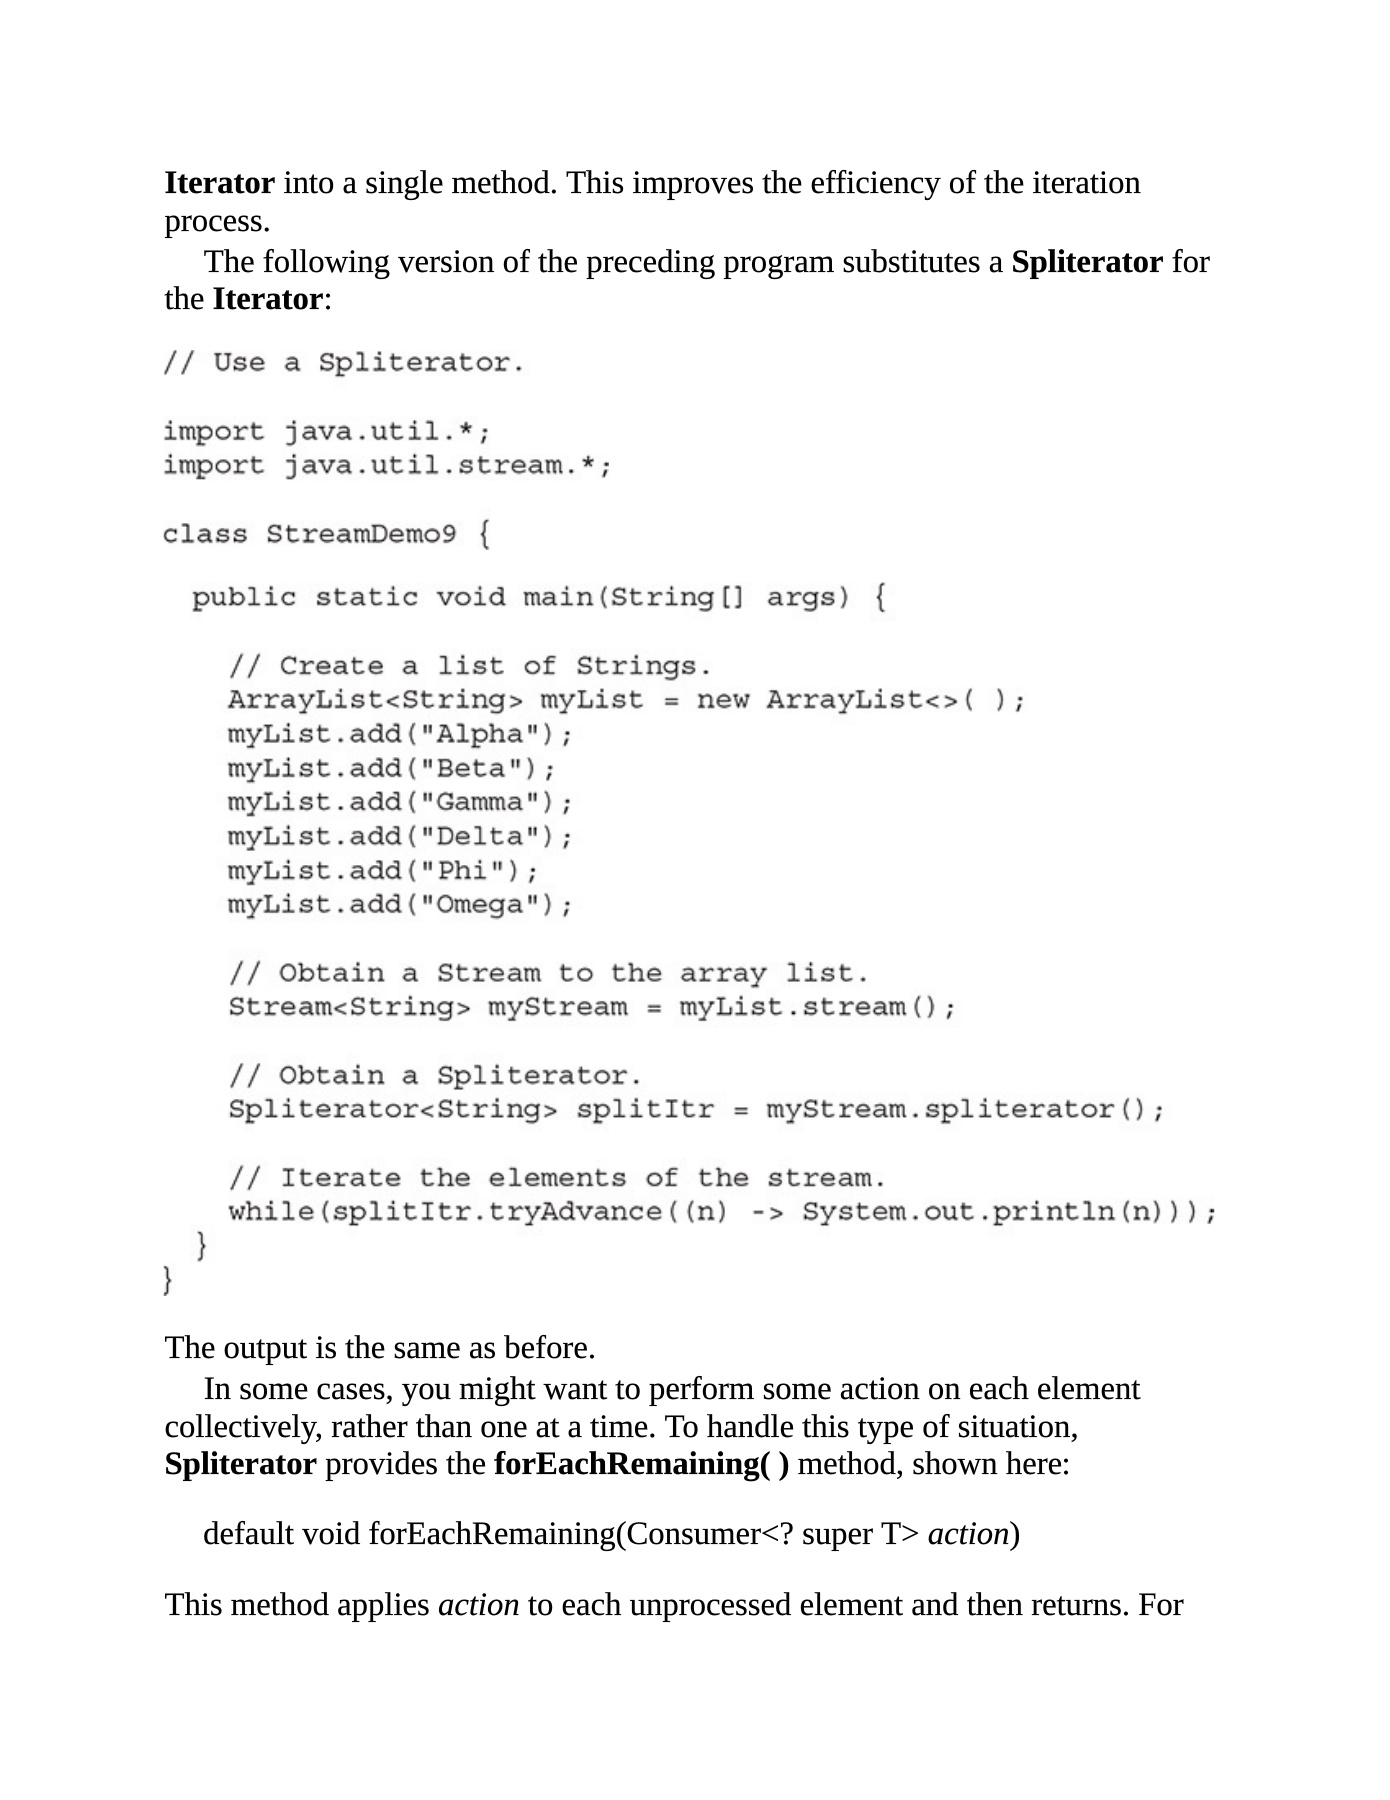 Iterator into a single method. This improves the efficiency of the iteration
process.
The following version of the preceding program substitutes a Spliterator for
the Iterator:
// Use a Spliterator.
import java.util.*;
import java.util.stream.*;
class StreamDemo9 {
public static void main(String[] args) {
// Create a list of Strings.
ArrayList<String> myList = new ArrayList<>( );
myList.add("Alpha");
myList.add("Beta");
myList.add("Gamma");
myList.add("Delta");
myList.add("Phi");
myList.add("Omega");
// Obtain a Stream to the array list.
Stream<String> myStream = myList.stream();
// Obtain a Spliterator.
Spliterator<String> splitItr = myStream.spliterator();
// Iterate the elements of the stream.
while(splitItr.tryAdvance((n) -> System.out.println(n)));
}
}
The output is the same as before.
In some cases, you might want to perform some action on each element
collectively, rather than one at a time. To handle this type of situation,
Spliterator provides the forEachRemaining( ) method, shown here:
default void forEachRemaining(Consumer<? super T> action)
This method applies action to each unprocessed element and then returns. For